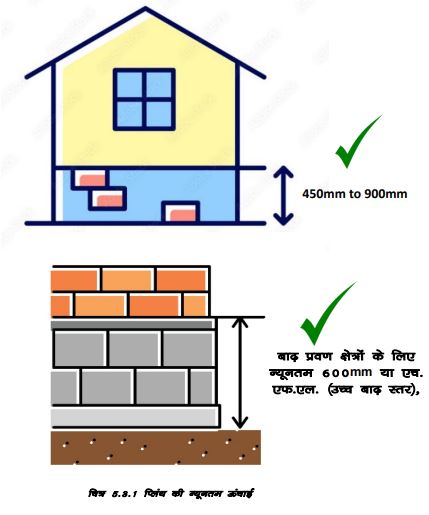 450mm to 900mm
बाढ़ प्रवण क्षेत्रों के लिए
न्यूनतम 600mm या एच.
एफ.एल. (उच्च बाढ़ स्तर),
चित्र 5.3.1 प्लिंथ की न्यूनतम ऊंचाई